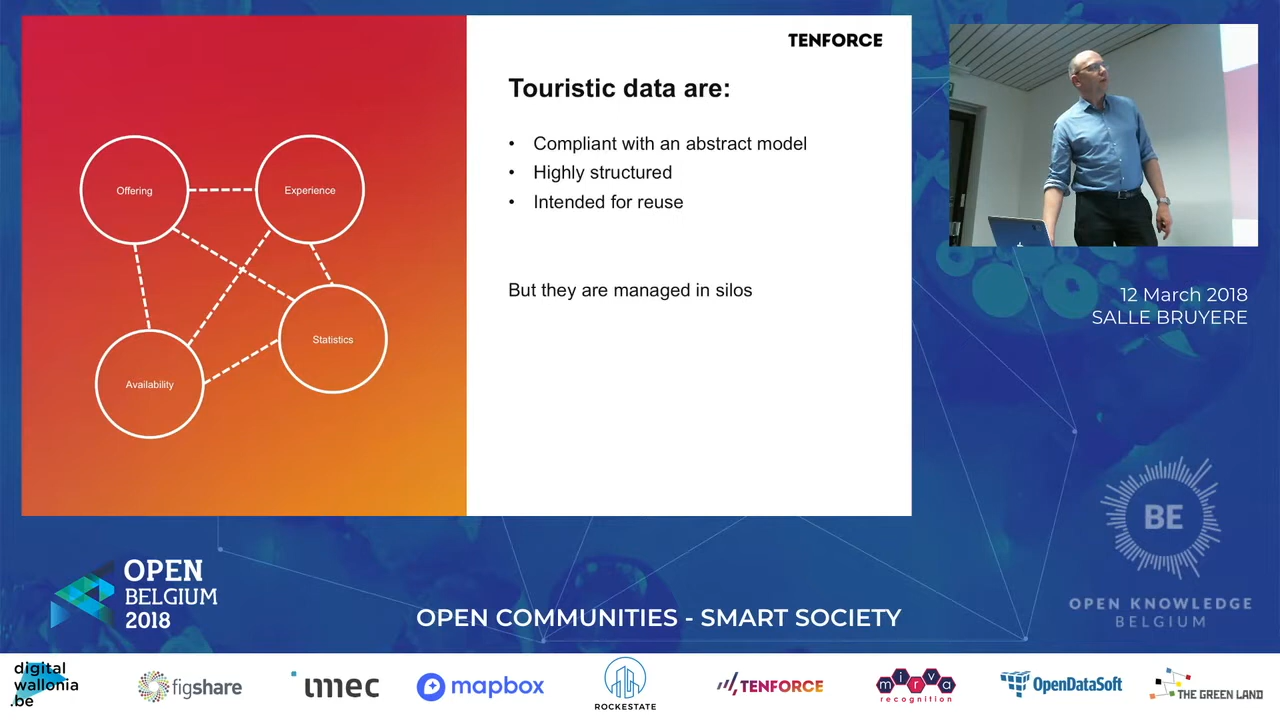 TENFORCE
Touristic data are:
• Compliant with an abstract model
• Highly structured
• Intended for reuse
But they are managed in silos
Offering
Experience
Statistics
Availability
12 March 2018
SALLE BRUYERE
BE
OPEN KNOWLEDGE
BELGIUM
OPEN
BELGIUM
2018
OPEN COMMUNITIES - SMART SOCIETY
digital
wallonia
.be
figshare
imec
mapbox
ROCKESTATE
TENFORCE
mirva
recognition
OpenDataSoft
THE GREEN LAND